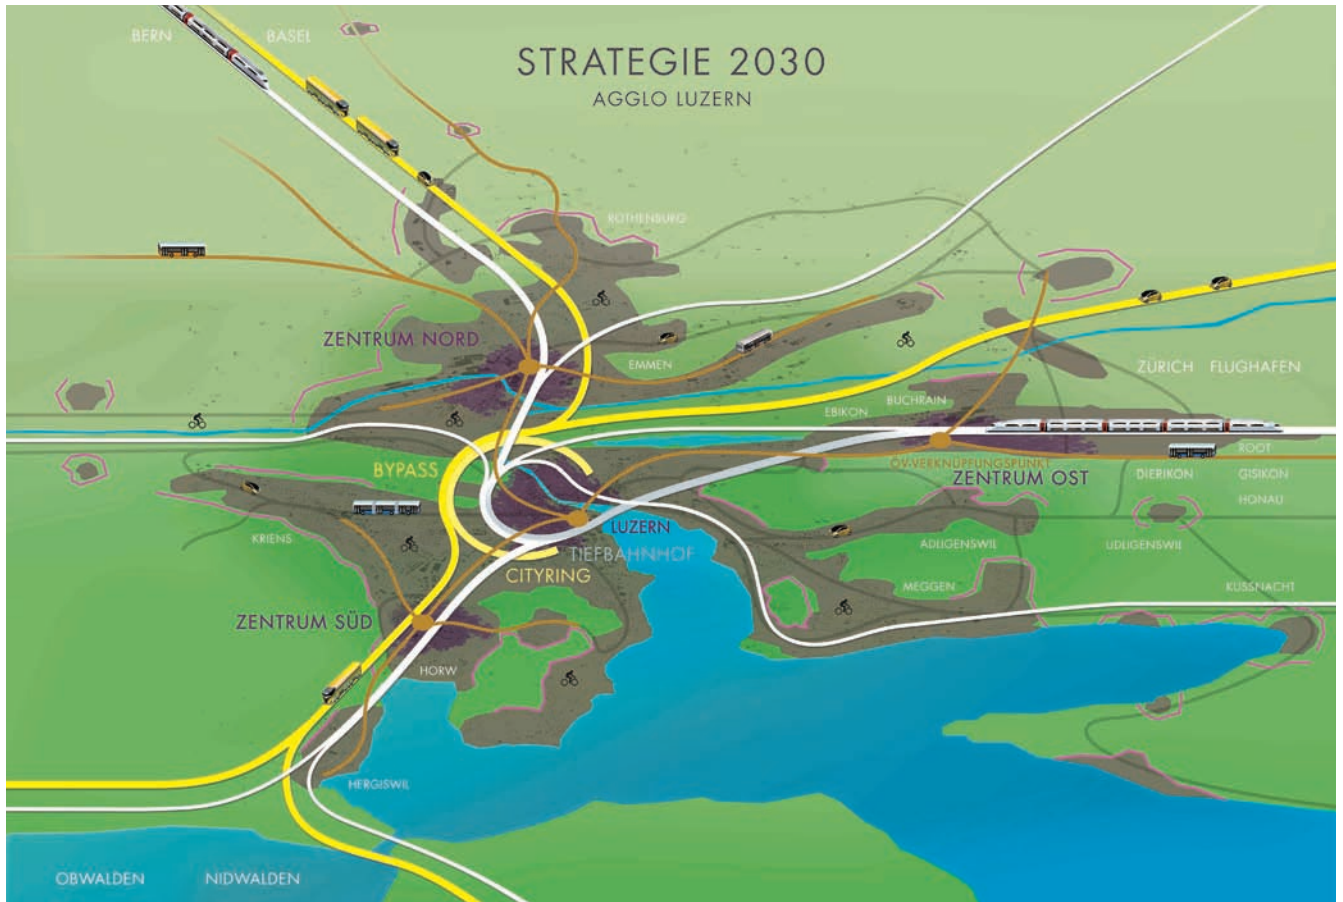 BERN BASEL
STRATEGIE 2030
AGGLO LUZERN
ROTHENBURG
ZENTRUM NORD
EMMEN
ZÜRICH FLUGHAFEN
BUCHRAIN
EBIKON
ROOT
ÖV-VERKNÜPFUNGSPUNKT
BYPASS
ZENTRUM OST
DIERIKON
GISIKON
HONAU
LUZERN
KRIENS
ADLIGENSWIL
UDLIGENSWIL
TIEFBAHNHOF
CITYRING
MEGGEN
KÜSSNACHT
ZENTRUM SÜD
HORW
HERGISWIL
OBWALDEN NIDWALDEN